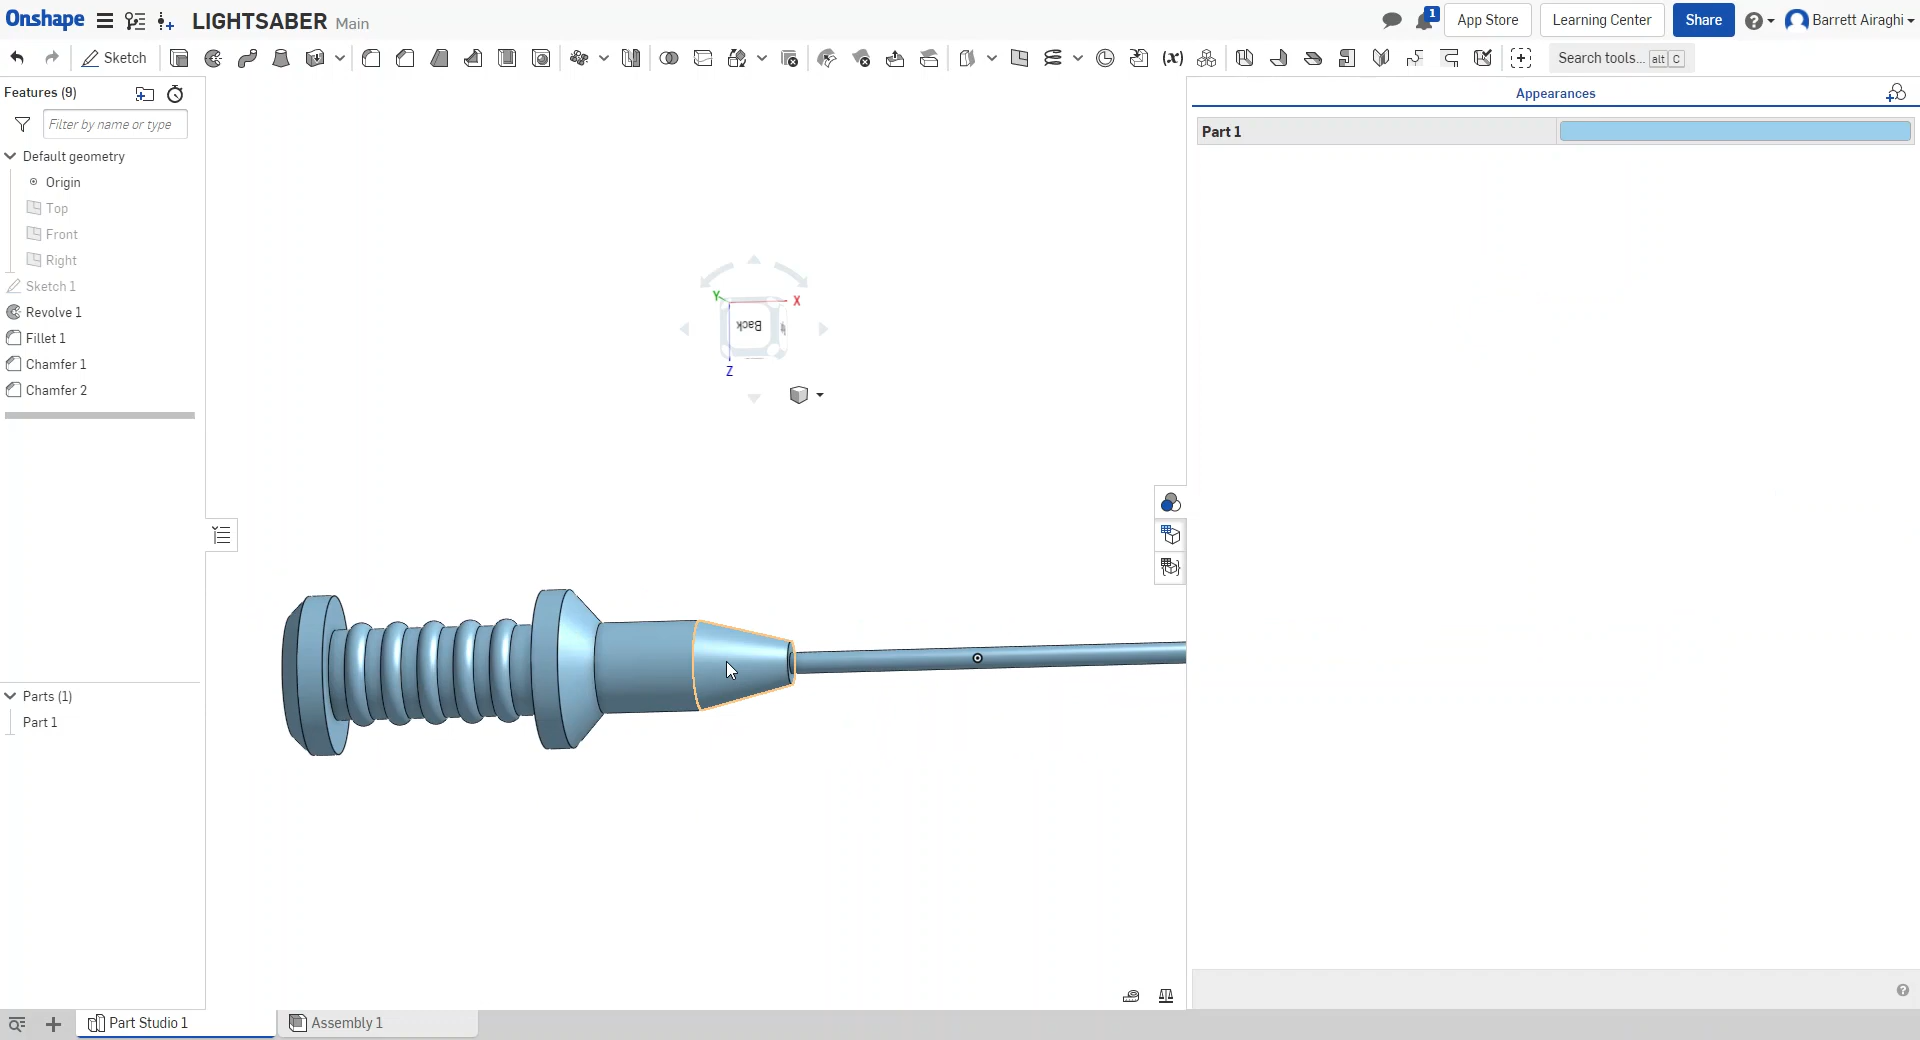 Onshape LIGHTSABER Main 1 App Store Learning Center Share Barrett Airaghi
Sketch Search tools... alt C
Features (9)
Filter by name or type
Default geometry
Origin
Top
Front
Right
Sketch 1
Revolve 1
Fillet 1
Chamfer 1
Chamfer 2
Parts (1)
Part 1
Y X
Back
Z
Appearances
Part 1
Part Studio 1 Assembly 1